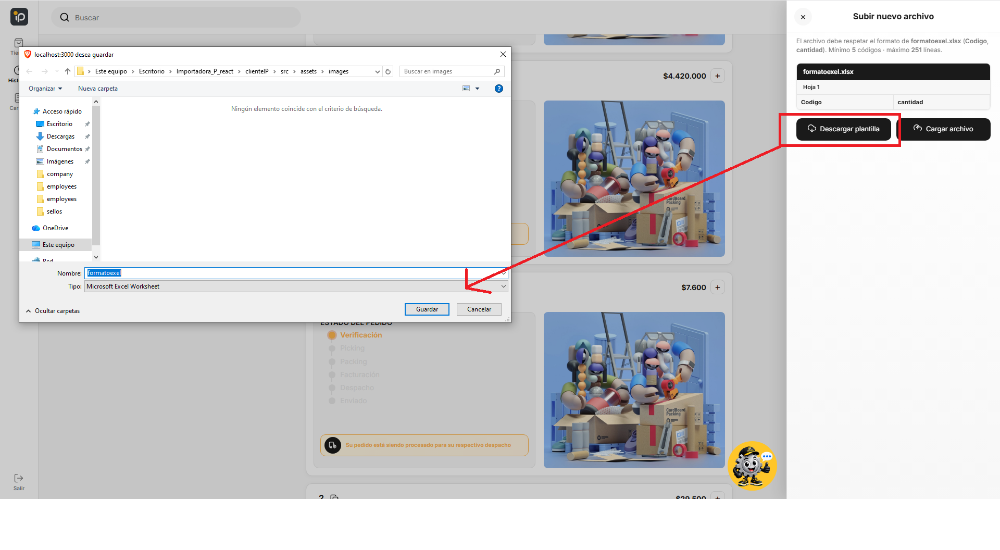 ip
Buscar
Salir
localhost:3000 desea guardar
Este equipo > Escritorio > Importadora_P_react > clienteIP > src > assets > images
Buscar en images
Organizar
Nueva carpeta
?
Acceso rápido
Escritorio
Descargas
Documentos
Imágenes
company
employees
employees
sellos
OneDrive
Este equipo
Red
Ningún elemento coincide con el criterio de búsqueda.
Nombre: formatoexel
Tipo: Microsoft Excel Worksheet
Ocultar carpetas
Guardar
Cancelar
$4.420.000 +
CardBoard
Packing
$7.600 +
ESTADO DEL PEDIDO
Verificación
Picking
Packing
Facturación
Despacho
Enviado
Su pedido está siendo procesado para su respectivo despacho
CardBoard
Packing
2
$29.500 +
Subir nuevo archivo
El archivo debe respetar el formato de formatoexel.xlsx (Codigo,
cantidad). Mínimo 5 códigos · máximo 251 líneas.
formatoexel.xlsx
Hoja 1
Codigo
cantidad
Descargar plantilla
Cargar archivo